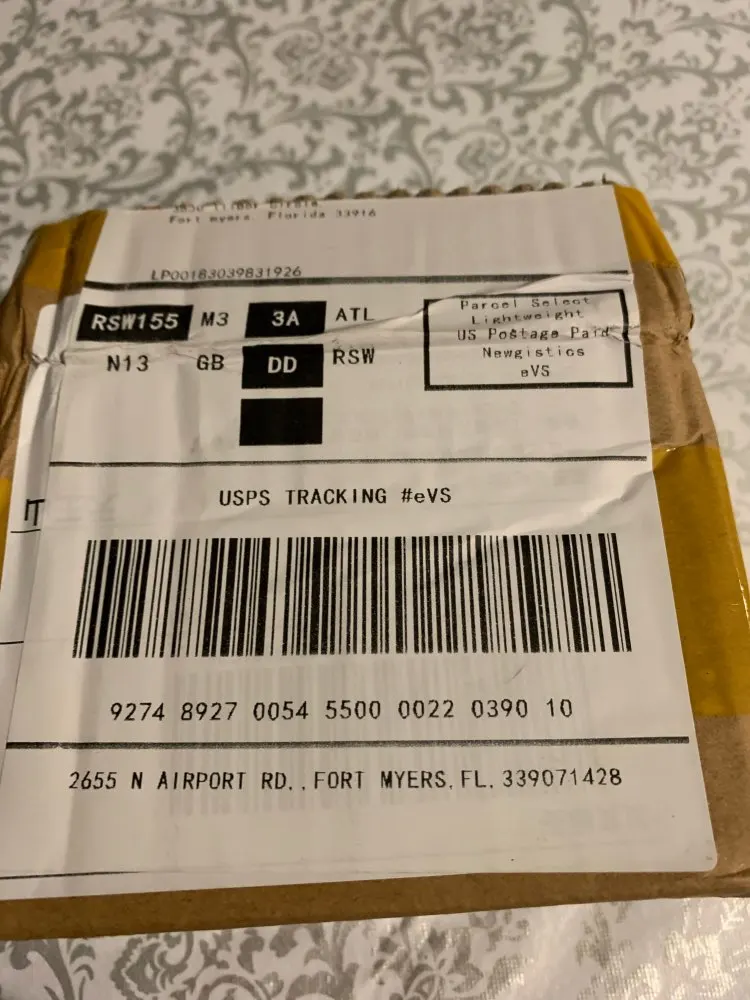 Fort myers, Florida 33916
LP00183039831926
RSW155 M3 3A ATL
N13 GB DD RSW
Parcel Select
Lightweight
US Postage Paid
Newgistics
eVS
USPS TRACKING #eVS
9274 8927 0054 5500 0022 0390 10
2655 N AIRPORT RD,,FORT MYERS,FL,339071428